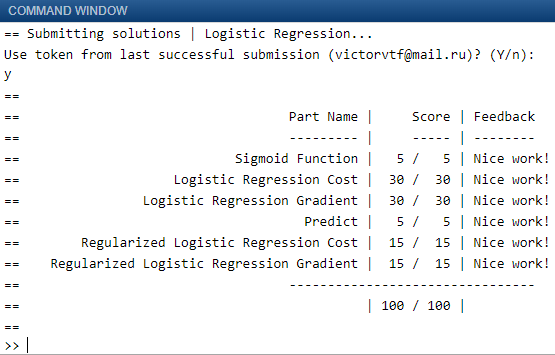 COMMAND WINDOW
== Submitting solutions | Logistic Regression...
Use token from last successful submission (victorvtf@mail.ru)? (Y/n):
y
==
== Part Name | Score | Feedback
== --------- | ----- | --------
== Sigmoid Function | 5 / 5 | Nice work!
== Logistic Regression Cost | 30 / 30 | Nice work!
== Logistic Regression Gradient | 30 / 30 | Nice work!
== Predict | 5 / 5 | Nice work!
== Regularized Logistic Regression Cost | 15 / 15 | Nice work!
== Regularized Logistic Regression Gradient | 15 / 15 | Nice work!
== --------------------------------
== | 100 / 100 |
==
>>